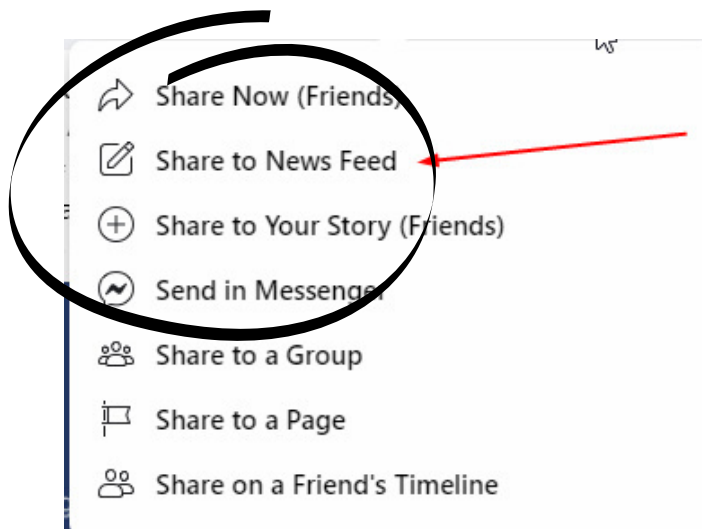 Share Now (Friends)
Share to News Feed
Share to Your Story (Friends)
Send in Messenger
Share to a Group
Share to a Page
Share on a Friend's Timeline